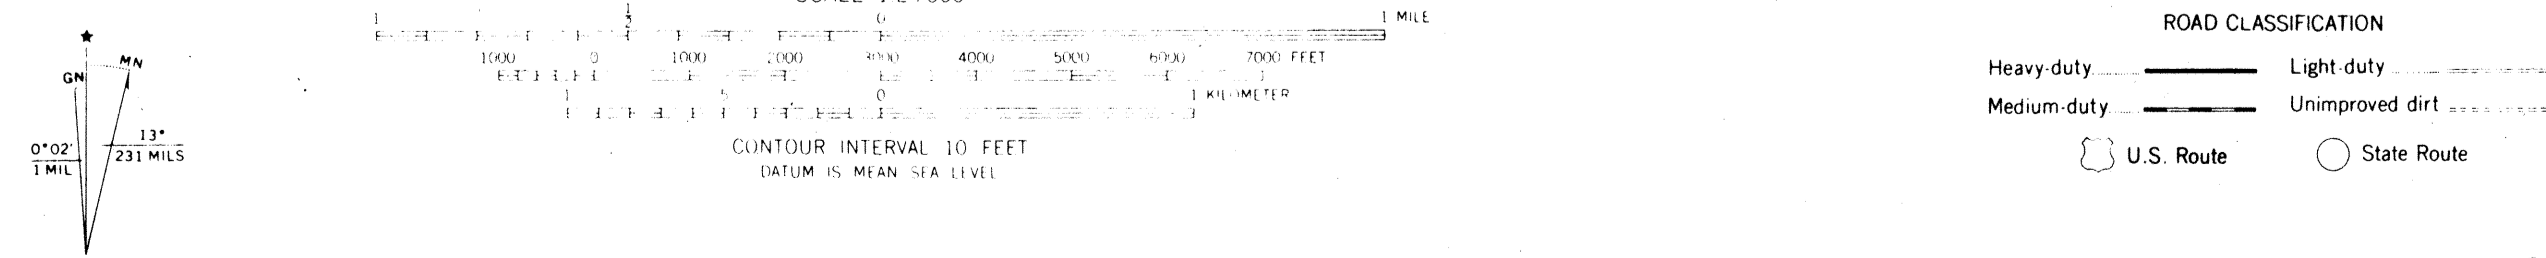 1 1/2 0 1 MILE
1000 0 1000 2000 3000 4000 5000 6000 7000 FEET
1 5 0 1 KILOMETER
CONTOUR INTERVAL 10 FEET
DATUM IS MEAN SEA LEVEL
GN MN
0°02'
1 MIL
13°
231 MILS
ROAD CLASSIFICATION
Heavy-duty Light-duty
Medium-duty Unimproved dirt
U.S. Route State Route